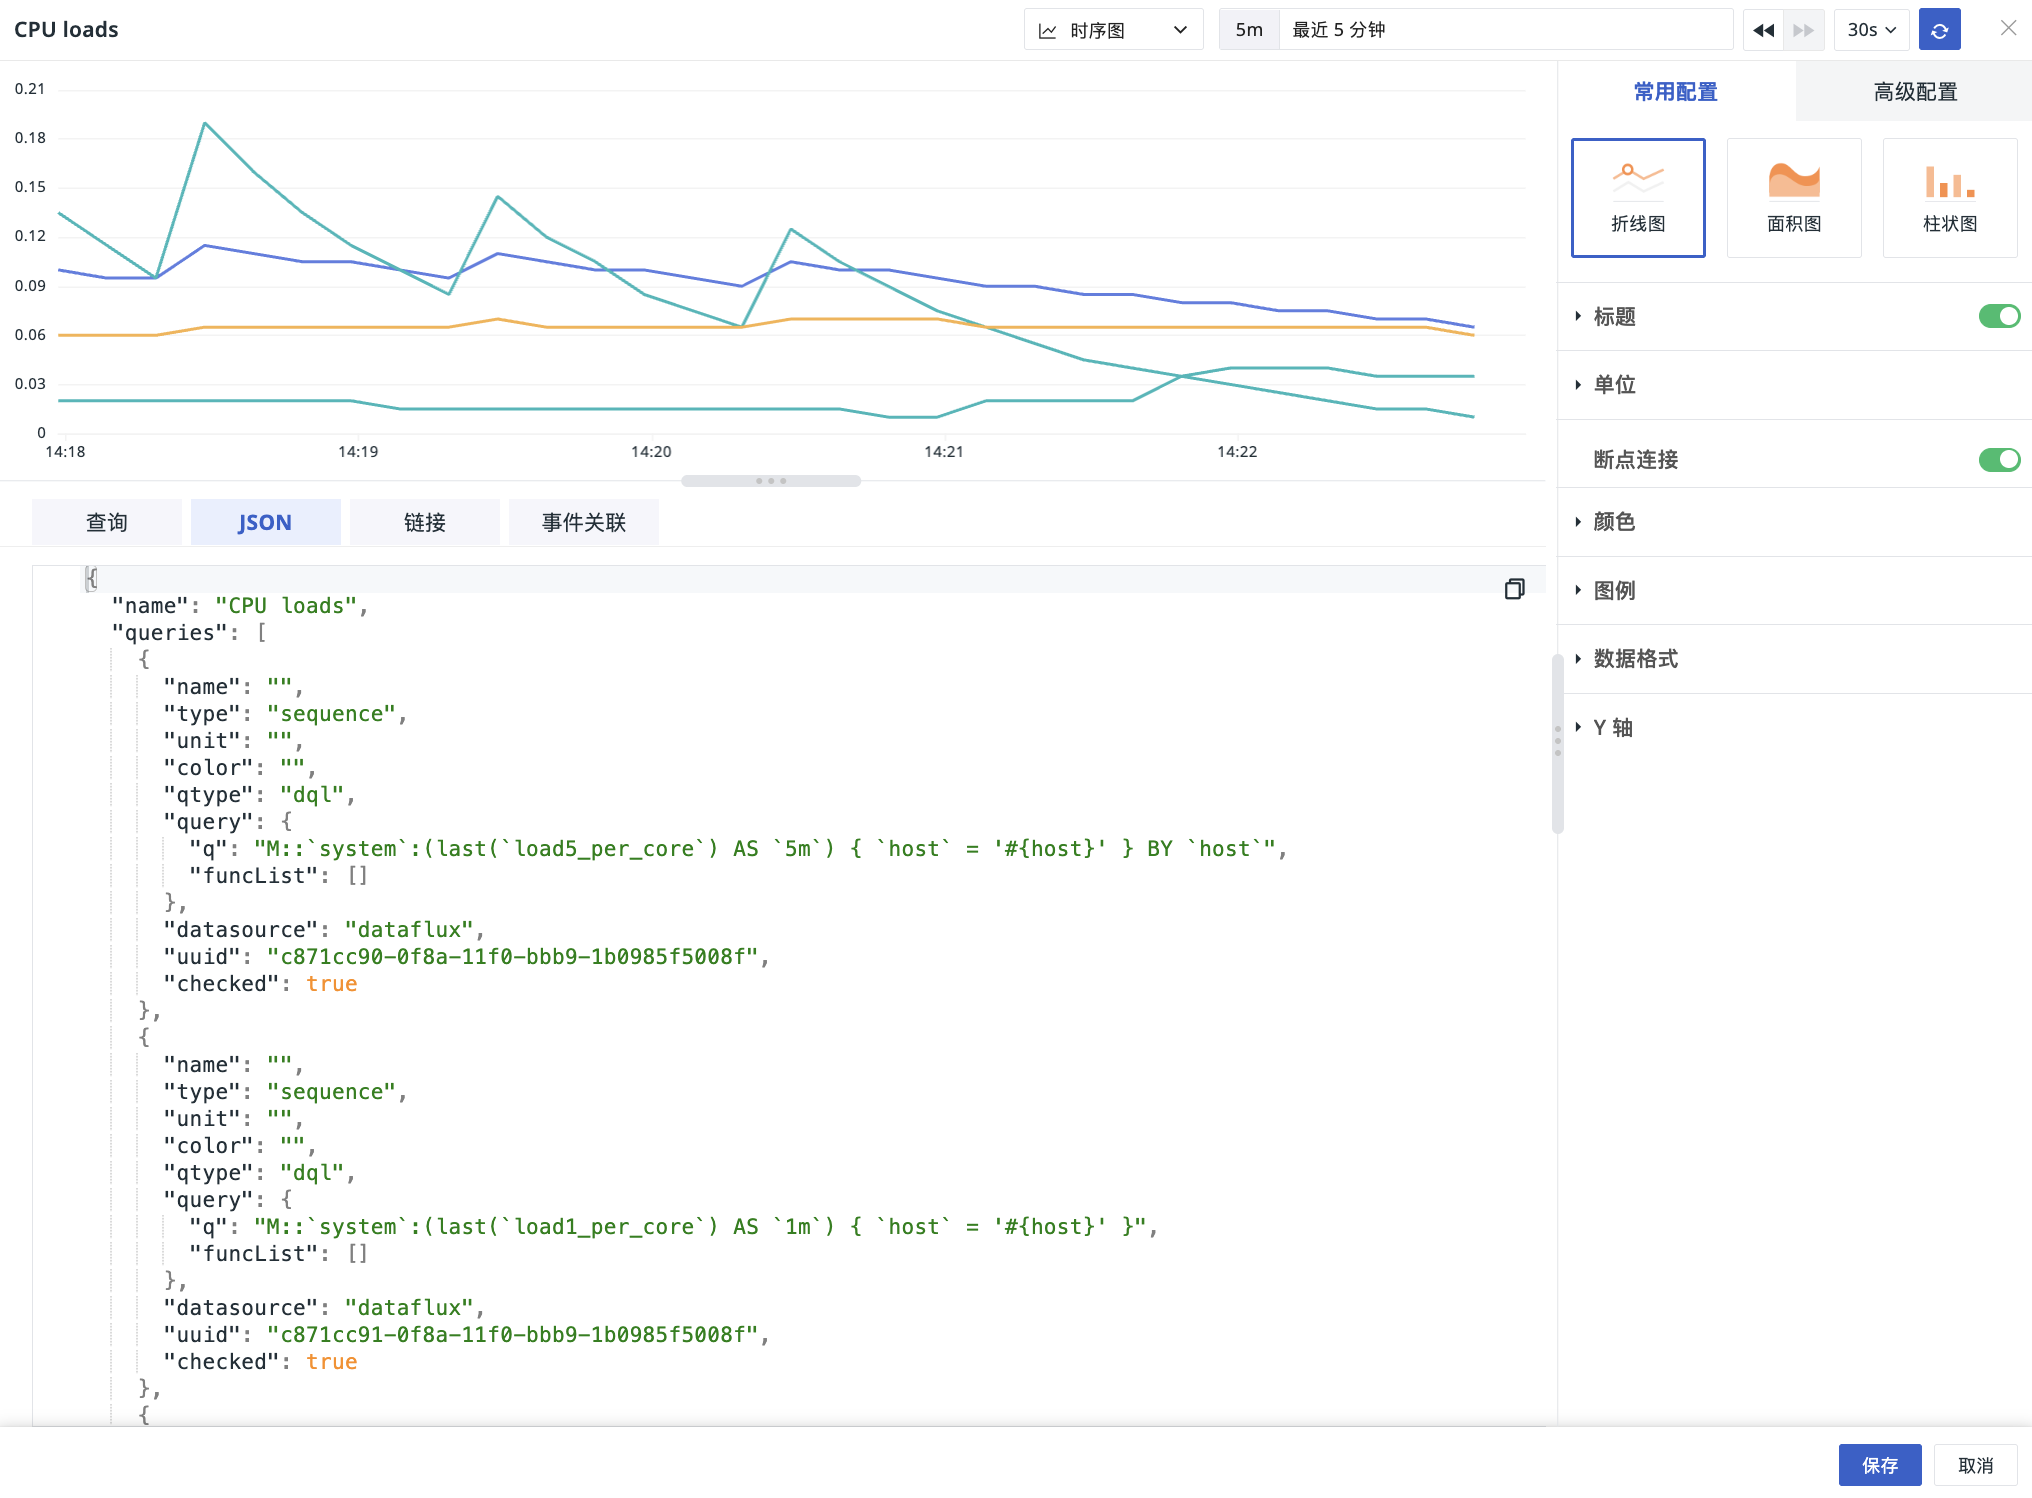 CPU loads
时序图
5m
最近 5 分钟
30s
0.21
0.18
0.15
0.12
0.09
0.06
0.03
0
14:18
14:19
14:20
14:21
14:22
常用配置
高级配置
折线图
面积图
柱状图
标题
单位
断点连接
颜色
图例
数据格式
Y 轴
查询
JSON
链接
事件关联
{
"name": "CPU loads",
"queries": [
{
"name": "",
"type": "sequence",
"unit": "",
"color": "",
"qtype": "dql",
"query": {
"q": "M::`system`:(last(`load5_per_core`) AS `5m`) { `host` = '#{host}' } BY `host`",
"funcList": []
},
"datasource": "dataflux",
"uuid": "c871cc90-0f8a-11f0-bbb9-1b0985f5008f",
"checked": true
},
{
"name": "",
"type": "sequence",
"unit": "",
"color": "",
"qtype": "dql",
"query": {
"q": "M::`system`:(last(`load1_per_core`) AS `1m`) { `host` = '#{host}' }",
"funcList": []
},
"datasource": "dataflux",
"uuid": "c871cc91-0f8a-11f0-bbb9-1b0985f5008f",
"checked": true
},
{
保存
取消